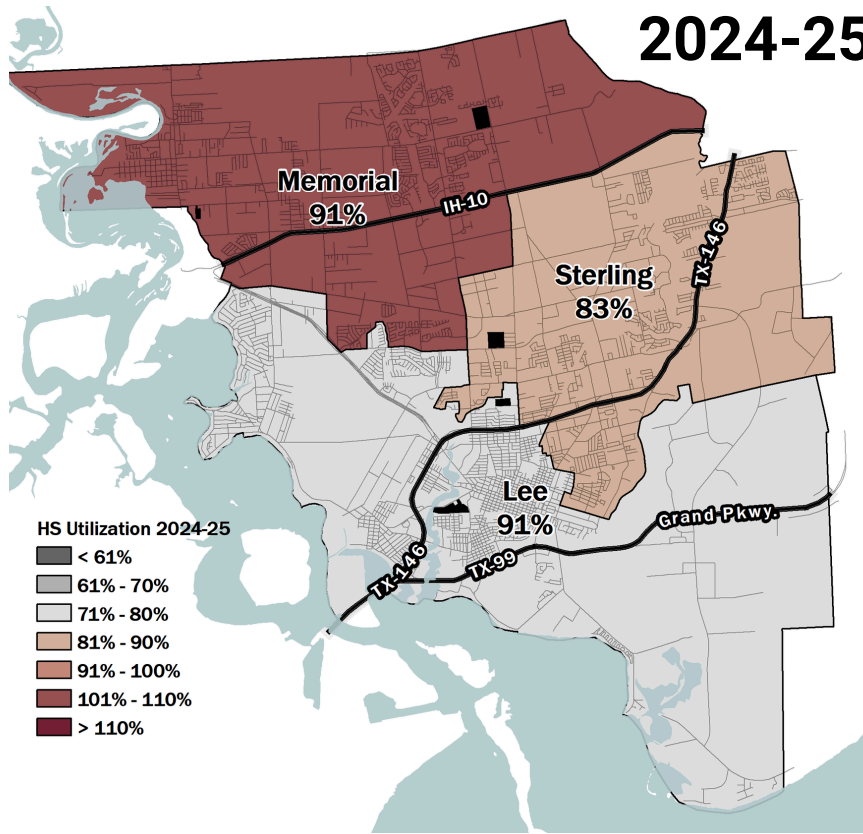 2024-25
Memorial
91%
IH-10
TX-146
Sterling
83%
Lee
91%
Grand Pkwy.
TX-99
TX-146
HS Utilization 2024-25
< 61%
61% - 70%
71% - 80%
81% - 90%
91% - 100%
101% - 110%
> 110%